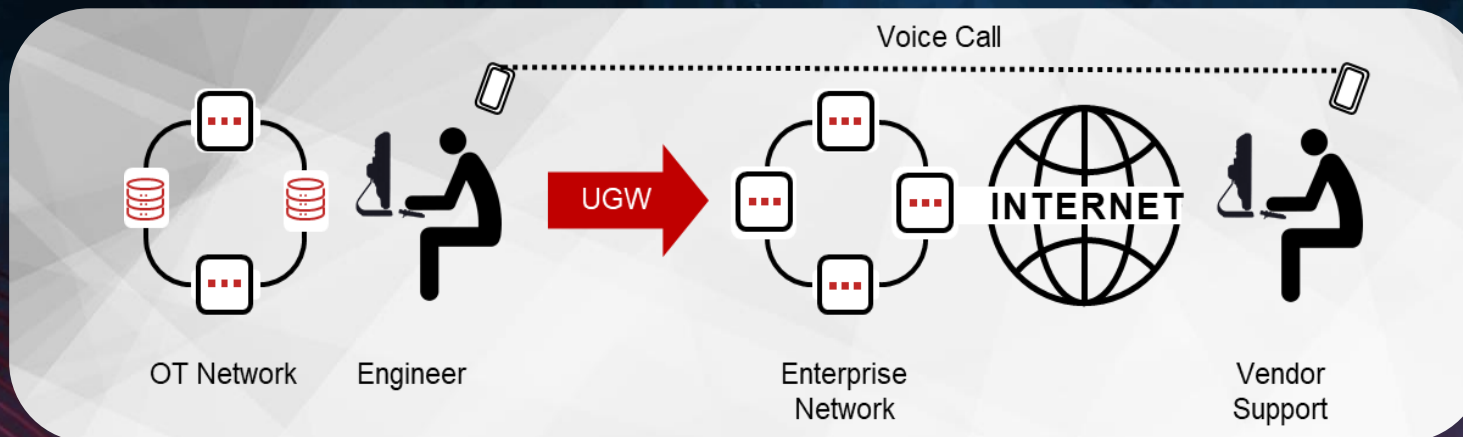 Voice Call
UGW
INTERNET
OT Network
Engineer
Enterprise
Network
Vendor
Support